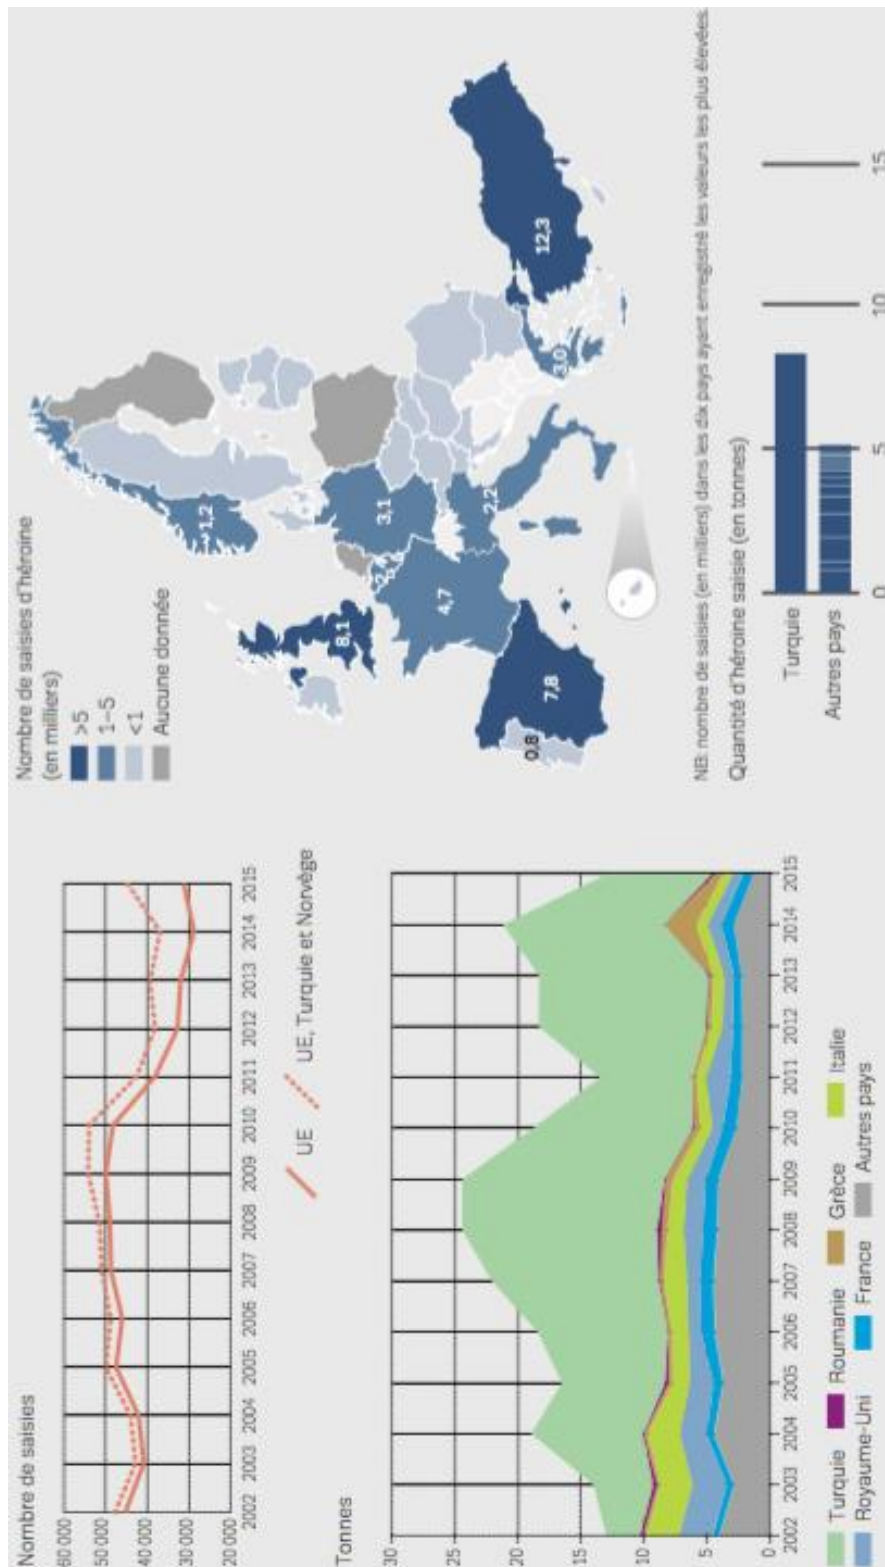 Nombre de saisies
60 000
50 000
40 000
30 000
20 000
2002 2003 2004 2005 2006 2007 2008 2009 2010 2011 2012 2013 2014 2015
UE UE, Turquie et Norvège
Tonnes
30
25
20
15
10
5
0
2002 2003 2004 2005 2006 2007 2008 2009 2010 2011 2012 2013 2014 2015
Turquie Roumanie Grèce Italie
Royaume-Uni France Autres pays
Nombre de saisies d'héroine
(en milliers)
>5
1–5
<1
Aucune donnée
1,2
8,1
3,1
4,7
2,2
7,8
0,8
3,0
12,3
NB: nombre de saisies (en milliers) dans les dix pays ayant enregistré les valeurs les plus élevées.
Quantité d'héroine saisie (en tonnes)
Turquie
Autres pays
0 5 10 15